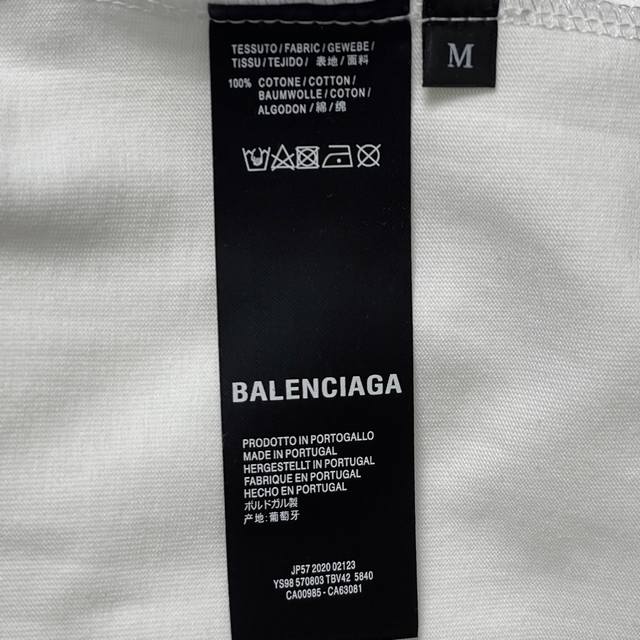 TESSUTO / FABRIC / GEWEBE /
TISSU / TEJIDO / 表地 / 面料
100% COTONE / COTTON /
BAUMWOLLE / COTON /
ALGODON / 綿 / 绵
M
BALENCIAGA
PRODOTTO IN PORTOGALLO
MADE IN PORTUGAL
HERGESTELLT IN PORTUGAL
FABRIQUE EN PORTUGAL
HECHO EN PORTUGAL
ポルドガル製
产地: 葡萄牙
JP57 2020 02123
YS98 570803 TBV42 5840
CA00985 - CA63081